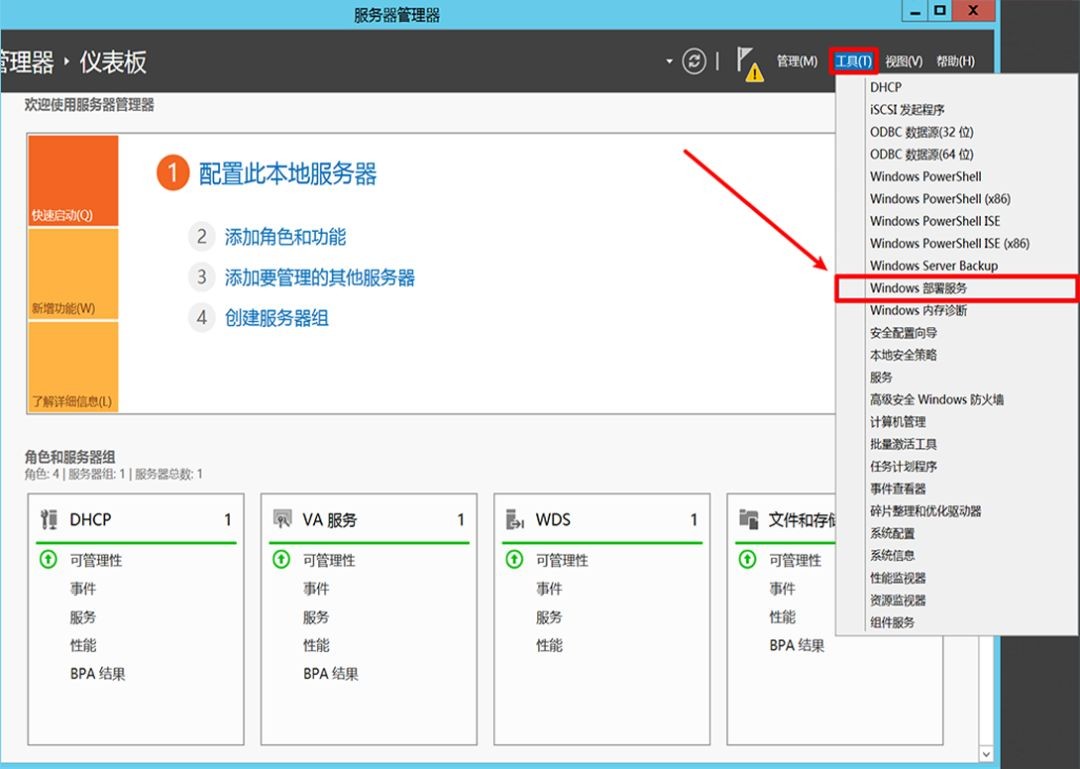 服务器管理器
管理器 · 仪表板
管理(M) 工具(T) 视图(V) 帮助(H)
欢迎使用服务器管理器
快速启动(Q)
新增功能(W)
了解详细信息(L)
1 配置此本地服务器
2 添加角色和功能
3 添加要管理的其他服务器
4 创建服务器组
DHCP
iSCSI 发起程序
ODBC 数据源(32 位)
ODBC 数据源(64 位)
Windows PowerShell
Windows PowerShell (x86)
Windows PowerShell ISE
Windows PowerShell ISE (x86)
Windows Server Backup
Windows 部署服务
Windows 内存诊断
安全配置向导
本地安全策略
服务
高级安全 Windows 防火墙
计算机管理
批量激活工具
任务计划程序
事件查看器
碎片整理和优化驱动器
系统配置
系统信息
性能监视器
资源监视器
组件服务
角色和服务器组
角色: 4 | 服务器组: 1 | 服务器总数: 1
DHCP 1
可管理性
事件
服务
性能
BPA 结果
VA 服务 1
可管理性
事件
服务
性能
BPA 结果
WDS 1
可管理性
事件
服务
性能
文件和存储
可管理性
事件
性能
BPA 结果